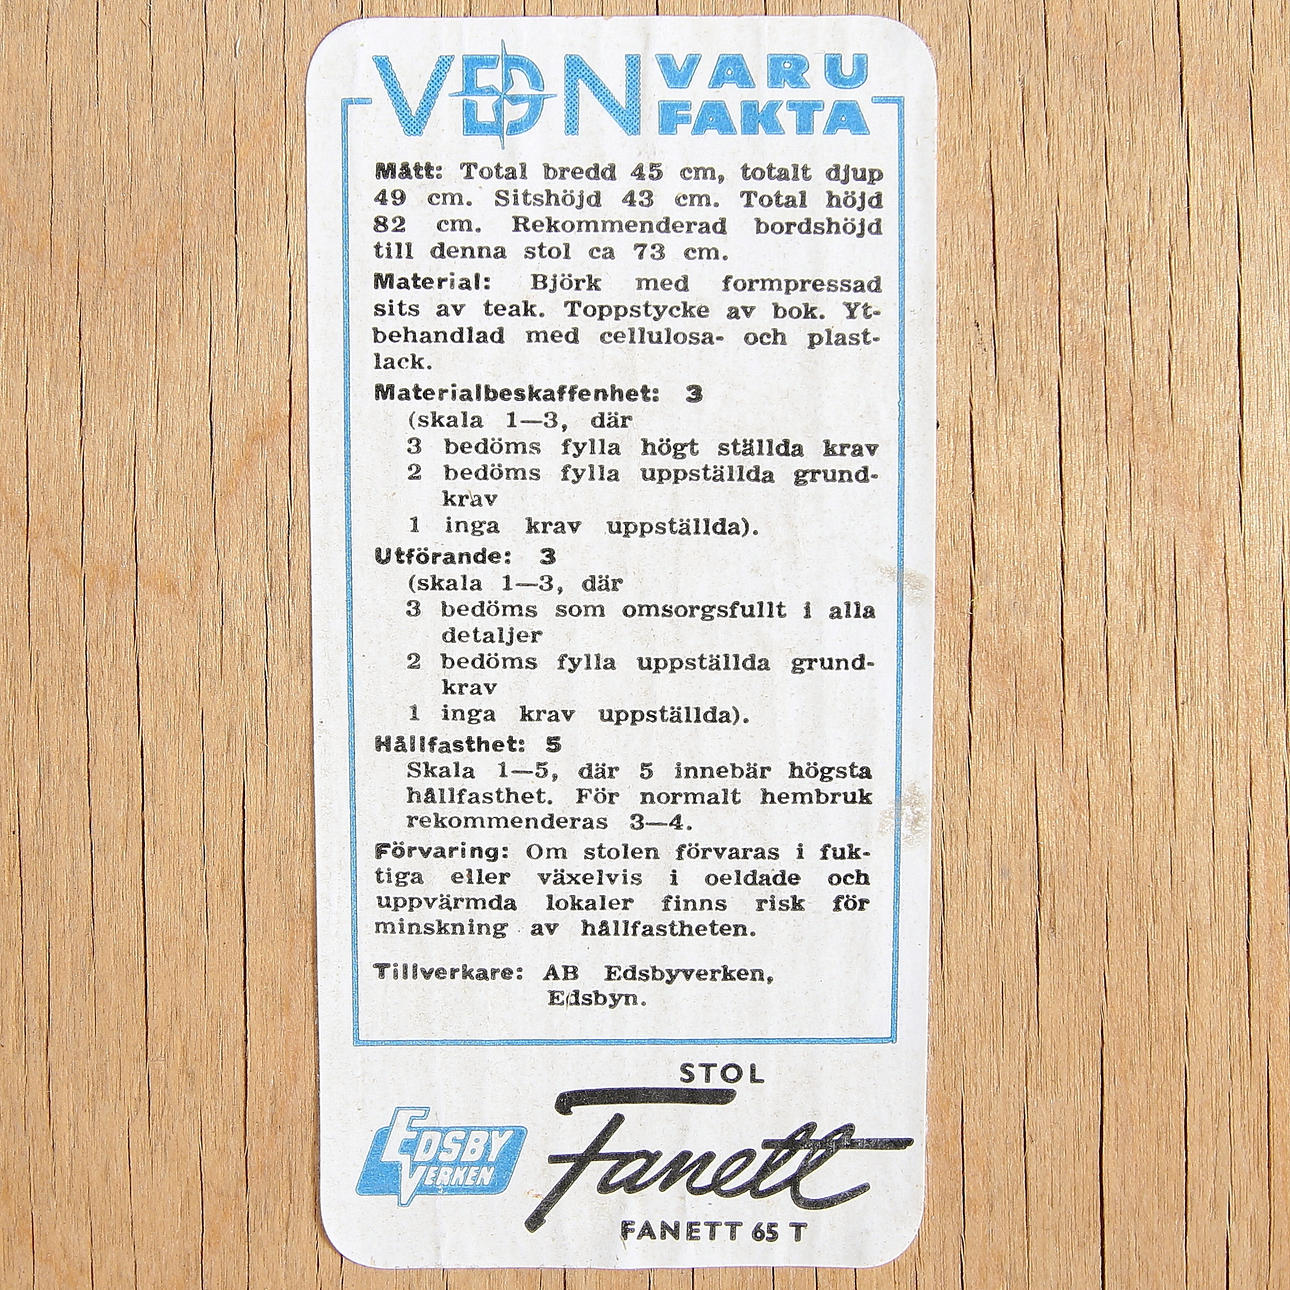 VDN VARU
FAKTA
Mått: Total bredd 45 cm, totalt djup
49 cm. Sitshöjd 43 cm. Total höjd
82 cm. Rekommenderad bordshöjd
till denna stol ca 73 cm.
Material: Björk med formpressad
sits av teak. Toppstycke av bok. Yt-
behandlad med cellulosa- och plast-
lack.
Materialbeskaffenhet: 3
(skala 1—3, där
3 bedöms fylla högt ställda krav
2 bedöms fylla uppställda grund-
krav
1 inga krav uppställda).
Utförande: 3
(skala 1—3, där
3 bedöms som omsorgsfullt i alla
detaljer
2 bedöms fylla uppställda grund-
krav
1 inga krav uppställda).
Hållfasthet: 5
Skala 1—5, där 5 innebär högsta
hållfasthet. För normalt hembruk
rekommenderas 3—4.
Förvaring: Om stolen förvaras i fuk-
tiga eller växelvis i oeldade och
uppvärmda lokaler finns risk för
minskning av hållfastheten.
Tillverkare: AB Edsbyverken,
Edsbyn.
STOL
EDSBY
VERKEN
Fanett
FANETT 65 T